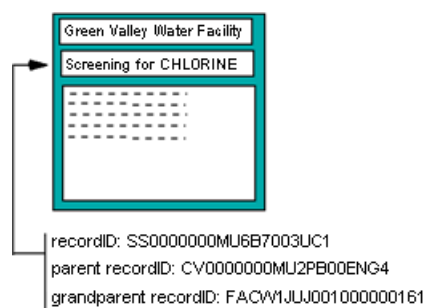 Green Valley Water Facility
Screening for CHLORINE
recordID: SS0000000MU6B7003UC1
parent recordID: CV0000000MU2PB00ENG4
grandparent recordID: FACW1JUJ001000000161